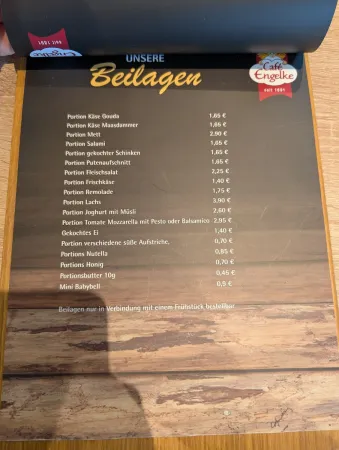 seit 1891
Engelke
UNSERE
Beilagen
Café
Engelke
seit 1891
Portion Käse Gouda 1,65 €
Portion Käse Maasdammer 1,65 €
Portion Mett 2,90 €
Portion Salami 1,65 €
Portion gekochter Schinken 1,65 €
Portion Putenaufschnitt 1,65 €
Portion Fleischsalat 2,25 €
Portion Frischkäse 1,40 €
Portion Remolade 1,75 €
Portion Lachs 3,90 €
Portion Joghurt mit Müsli 2,60 €
Portion Tomate Mozzarella mit Pesto oder Balsamico 2,95 €
Gekochtes Ei 1,40 €
Portion verschiedene süße Aufstriche, 0,70 €
Portions Nutella 0,85 €
Portions Honig 0,70 €
Portionsbutter 10g 0,45 €
Mini Babybell 0,9 €
Beilagen nur in Verbindung mit einem Frühstück bestellbar